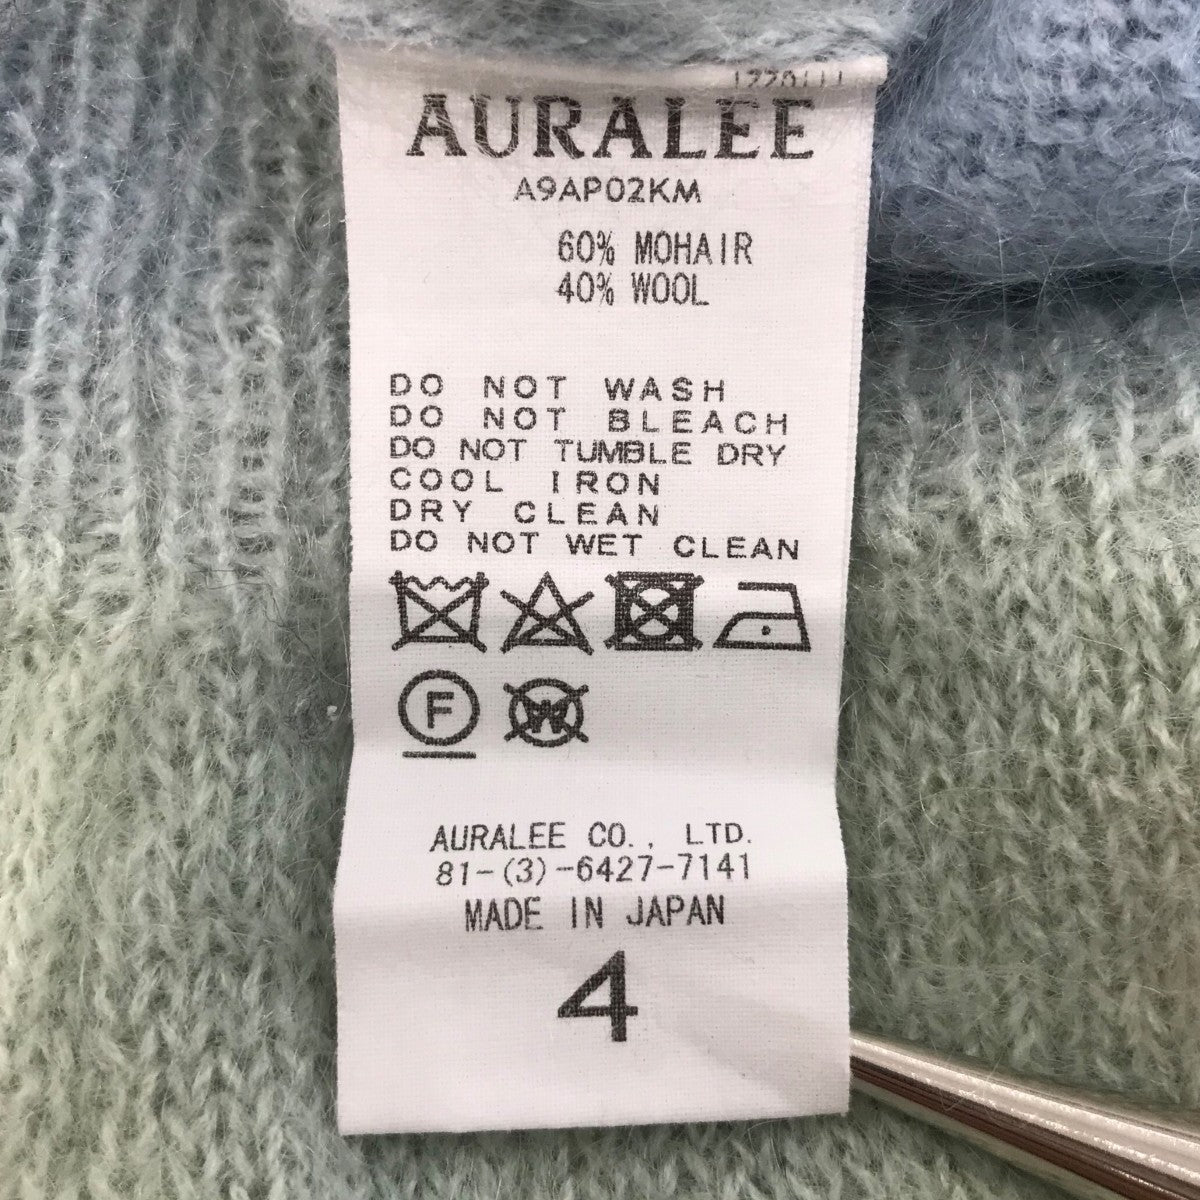 AURALEE
A9AP02KM
60% MOHAIR
40% WOOL
DO NOT WASH
DO NOT BLEACH
DO NOT TUMBLE DRY
COOL IRON
DRY CLEAN
DO NOT WET CLEAN
F W
AURALEE CO., LTD.
81-(3)-6427-7141
MADE IN JAPAN
4